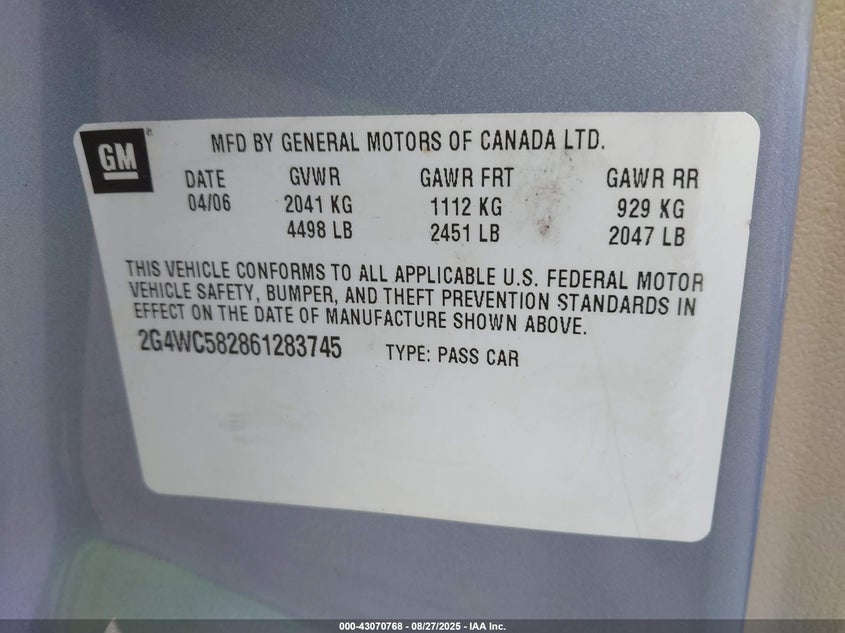 GM
MFD BY GENERAL MOTORS OF CANADA LTD.
DATE GVWR GAWR FRT GAWR RR
04/06 2041 KG 1112 KG 929 KG
4498 LB 2451 LB 2047 LB
THIS VEHICLE CONFORMS TO ALL APPLICABLE U.S. FEDERAL MOTOR
VEHICLE SAFETY, BUMPER, AND THEFT PREVENTION STANDARDS IN
EFFECT ON THE DATE OF MANUFACTURE SHOWN ABOVE.
2G4WC582861283745 TYPE: PASS CAR
000-43070768 - 08/27/2025 - IAA Inc.